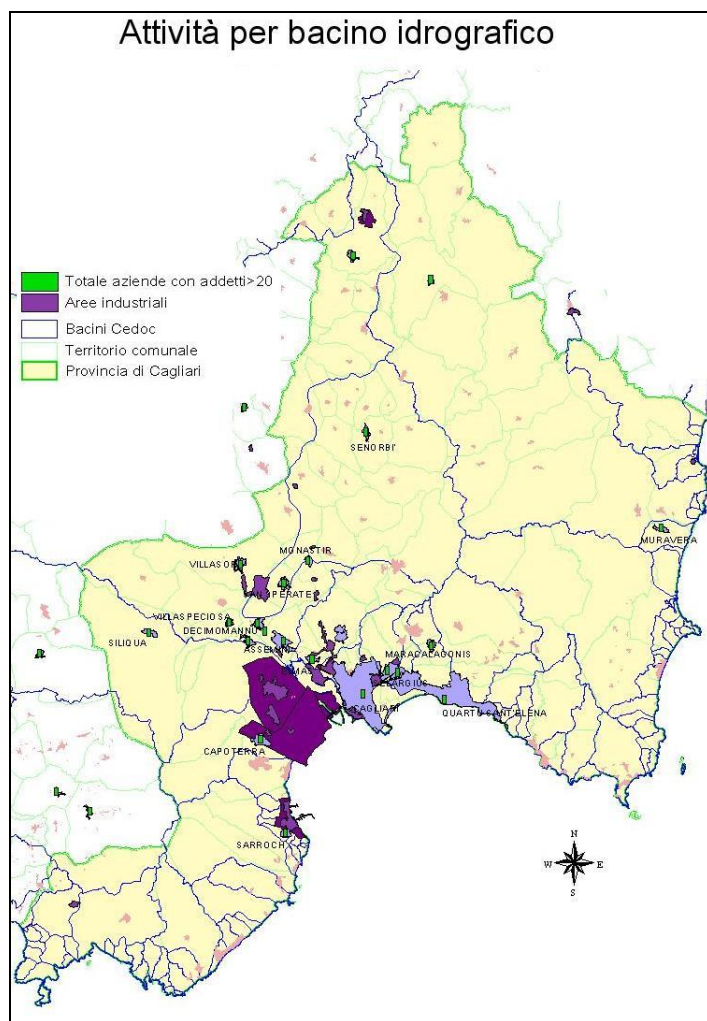 Attività per bacino idrografico
Totale aziende con addetti>20
Aree industriali
Bacini Cedoc
Territorio comunale
Provincia di Cagliari
SENORBI'
MURAVERA
MONASTIR
VILLASOR
VILLASPECIOSA
DECIMOMANNU
SILIQUA
MARACALAGONIS
CAGLIARI
QUARTU SANT'ELENA
CAPOTERRA
SARROCH
N
W
E
S